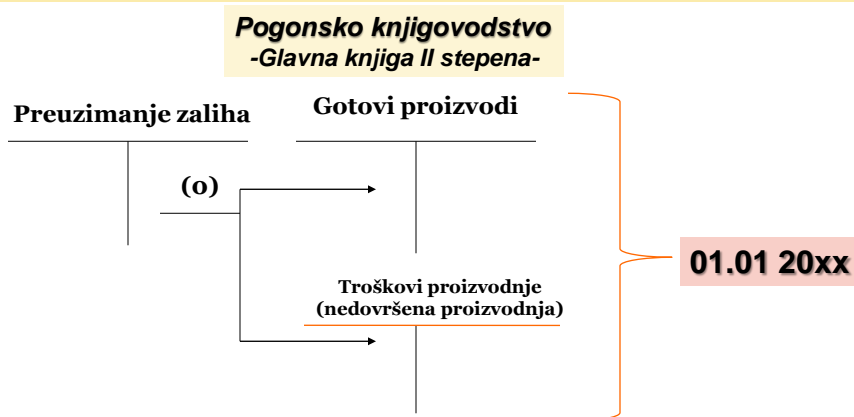 Pogonsko knjigovodstvo
-Glavna knjiga II stepena-
Preuzimanje zaliha
Gotovi proizvodi
(o)
01.01 20xx
Troškovi proizvodnje
(nedovršena proizvodnja)